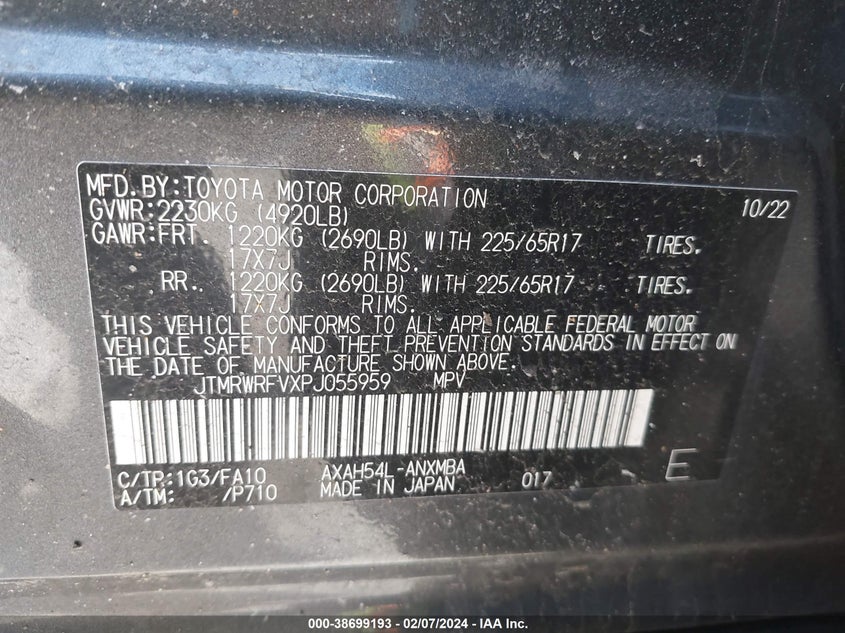 MFD.BY:TOYOTA MOTOR CORPORATION 10/22
GVWR:2230KG (4920LB)
GAWR:FRT. 1220KG (2690LB) WITH 225/65R17 TIRES.
17X7J RIMS.
RR.. 1220KG (2690LB) WITH 225/65R17 TIRES.
17X7J RIMS.
THIS VEHICLE CONFORMS TO ALL APPLICABLE FEDERAL MOTOR
VEHICLE SAFETY AND THEFT PREVENTION STANDARDS IN EFFECT ON
THE DATE OF MANUFACTURE SHOWN ABOVE.
JTMRWRFVXPJ055959 MPV
C/TR:1G3/FA10 AXAH54L-ANXMBA
A/TM: /P710 MADE IN JAPAN 017 E
000-38699193 - 02/07/2024 - IAA Inc.